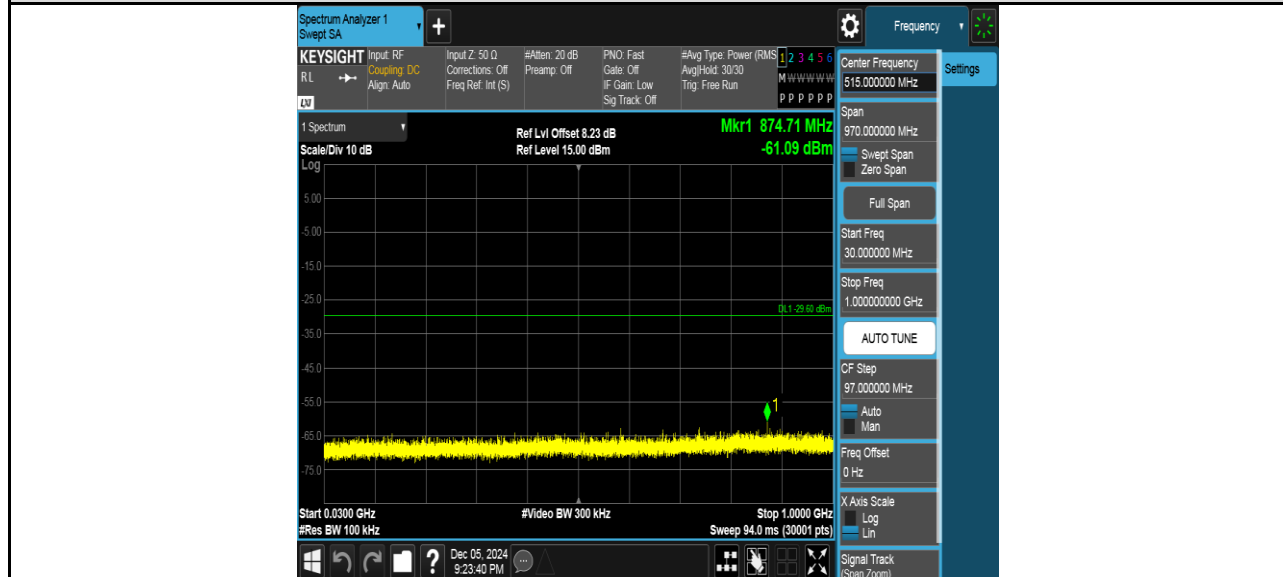 Spectrum Analyzer 1
Swept SA
+
Frequency
KEYSIGHT
RL
LXI
Input: RF
Coupling: DC
Align: Auto
Input Z: 50 Ω
Corrections: Off
Freq Ref: Int (S)
#Atten: 20 dB
Preamp: Off
PNO: Fast
Gate: Off
IF Gain: Low
Sig Track: Off
#Avg Type: Power (RMS
Avg|Hold: 30/30
Trig: Free Run
1 2 3 4 5 6
M W W W W W
P P P P P P
1 Spectrum
Scale/Div 10 dB
Log
Ref Lvl Offset 8.23 dB
Ref Level 15.00 dBm
Mkr1 874.71 MHz
-61.09 dBm
5.00
-5.00
-15.0
-25.0
DL1 -29.60 dBm
-35.0
-45.0
-55.0
1
-65.0
-75.0
Start 0.0300 GHz
#Res BW 100 kHz
#Video BW 300 kHz
Stop 1.0000 GHz
Sweep 94.0 ms (30001 pts)
?
Dec 05, 2024
9:23:40 PM
Center Frequency
515.000000 MHz
Settings
Span
970.000000 MHz
Swept Span
Zero Span
Full Span
Start Freq
30.000000 MHz
Stop Freq
1.000000000 GHz
AUTO TUNE
CF Step
97.000000 MHz
Auto
Man
Freq Offset
0 Hz
X Axis Scale
Log
Lin
Signal Track
(Span Zoom)